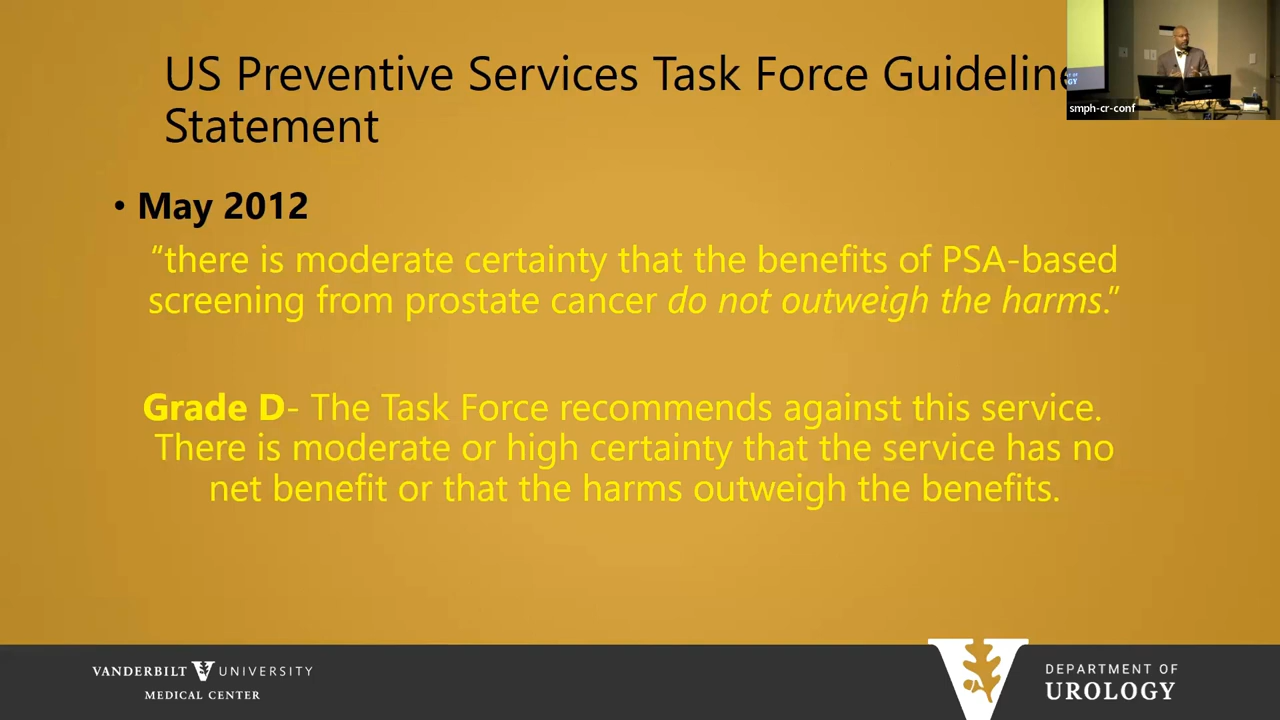 US Preventive Services Task Force Guideline
Statement
smph-cr-conf
• May 2012
“there is moderate certainty that the benefits of PSA-based
screening from prostate cancer do not outweigh the harms.”
Grade D- The Task Force recommends against this service.
There is moderate or high certainty that the service has no
net benefit or that the harms outweigh the benefits.
VANDERBILT UNIVERSITY
MEDICAL CENTER
DEPARTMENT OF
UROLOGY